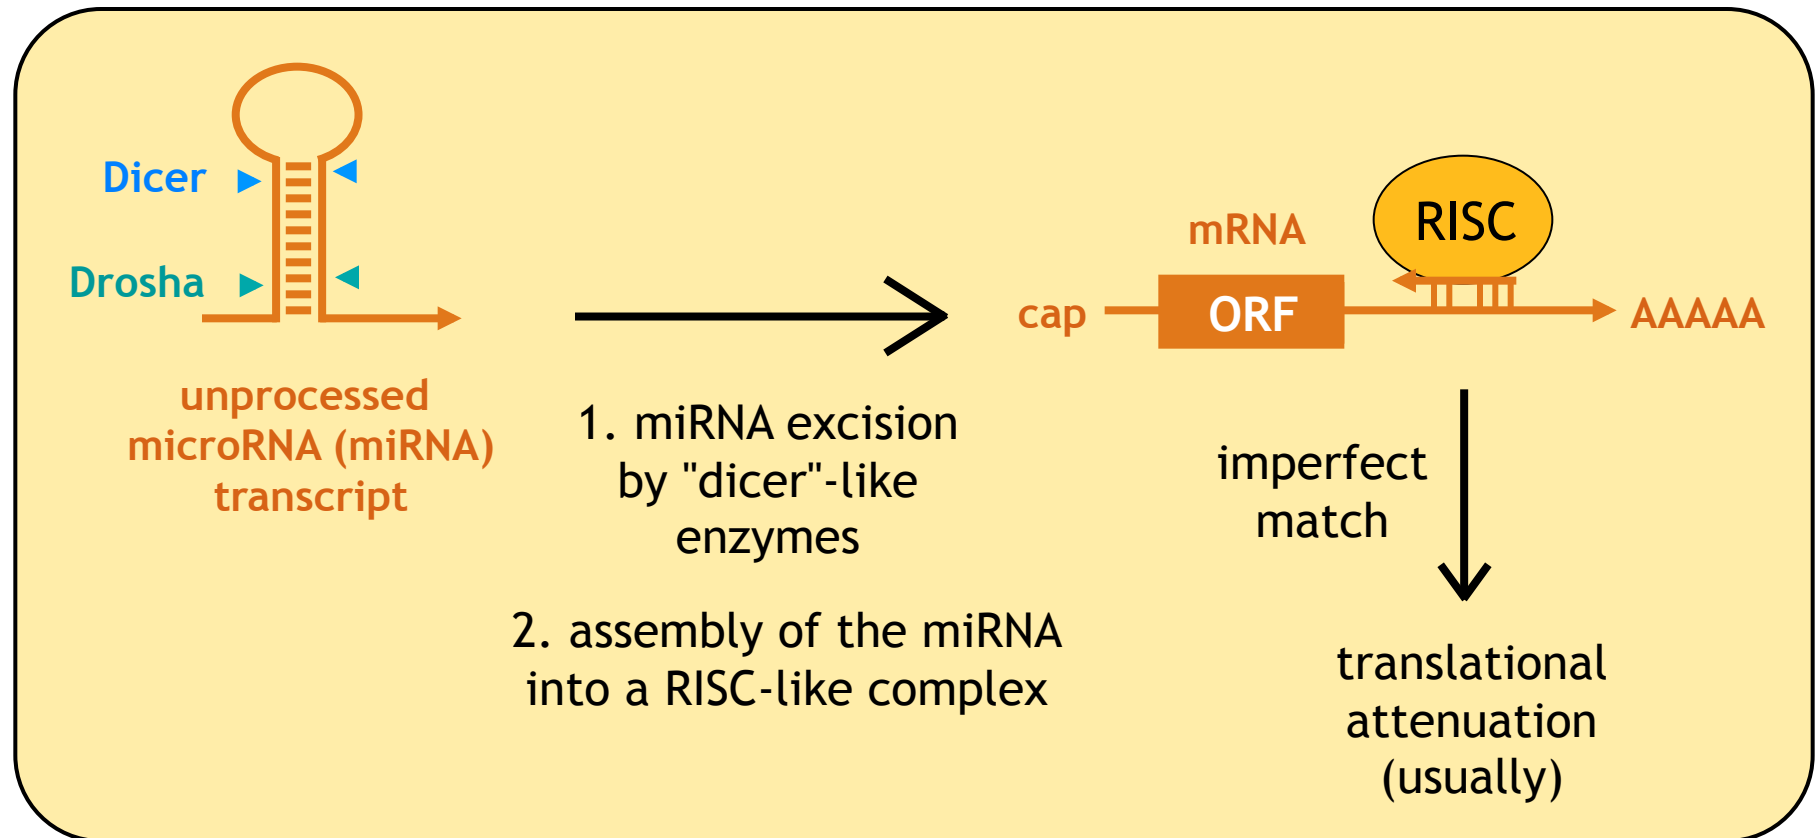 Dicer
Drosha
unprocessed
microRNA (miRNA)
transcript
1. miRNA excision
by "dicer"-like
enzymes
2. assembly of the miRNA
into a RISC-like complex
mRNA
RISC
cap
ORF
AAAAA
imperfect
match
translational
attenuation
(usually)